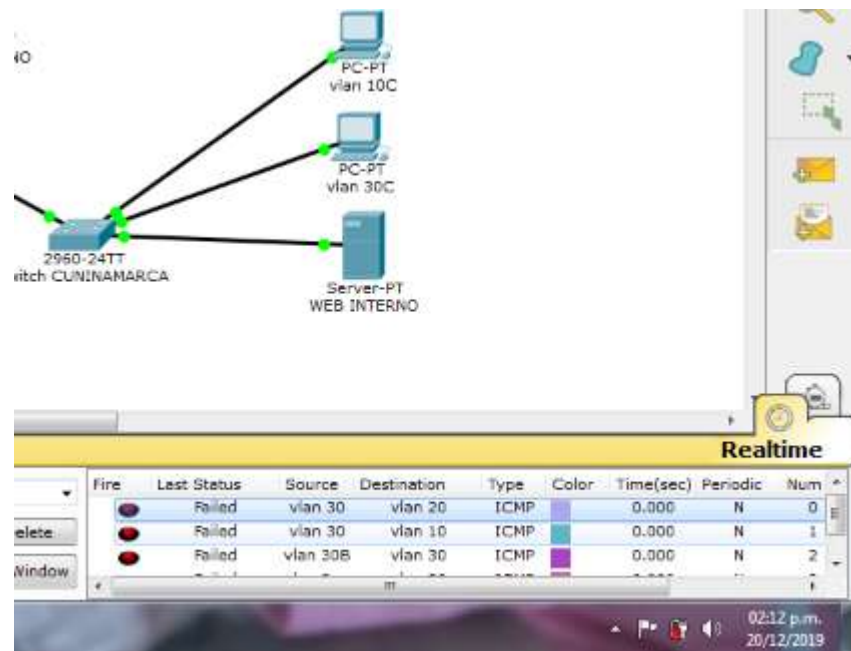 NO
PC-PT
vlan 10C
PC-PT
vlan 30C
2960-24TT
witch CUNINAMARCA
Server-PT
WEB INTERNO
Realtime
Fire Last Status Source Destination Type Color Time(sec) Periodic Num
Failed vlan 30 vlan 20 ICMP 0.000 N 0
elete
Failed vlan 30 vlan 10 ICMP 0.000 N 1
Window
Failed vlan 30B vlan 30 ICMP 0.000 N 2
02:12 p.m.
20/12/2019